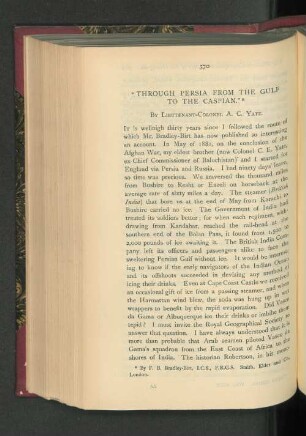 370
"THROUGH PERSIA FROM THE GULF
TO THE CASPIAN."*
BY LIEUTENANT-COLONEL A. C. YATE.
It is wellnigh thirty years since I followed the route of
which Mr. Bradley-Birt has now published so interesting
an account. In May of 1881, on the conclusion of the
Afghan War, my eldest brother (now Colonel C. E. Yate,
ex Chief Commissioner of Baluchistan) and I started for
England via Persia and Russia. I had ninety days' leave,
so time was precious. We answered the thousand miles
from Bushire to Resht or Enzeli on horseback at the
average rate of sixty miles a day. The steamer (British
India) that bore us at the end of May from Karachi to
Bushire carried no ice. The Government of India had
treated its soldiers better; for when each regiment, with-
drawn from Kandahar, reached the rail-head at the
southern end of the Bolan Pass, it found from 1,500 to
2,000 pounds of ice awaiting it. The British India Com-
pany left its officers and passengers to face the
sweltering Persian Gulf without ice. It would be interest-
ing to know if the early navigators of the Indian Ocean
and its offshoots succeeded in devising any method of
icing their drinks. Even at Cape Coast Castle we received
an occasional gift of ice from a passing steamer, and when
the Harmattan wind blew, the soda was hung up in wet
wrappers to benefit by the rapid evaporation. Did Vasco
da Gama or Albuquerque ice their drinks or imbibe them
tepid? I must invite the Royal Geographical Society to
answer that question. I have always understood that it is
more than probable that Arab seamen piloted Vasco da
Gama's squadron from the East Coast of Africa to the
shores of India. The historian Robertson, in his
* By F. B. Bradley-Birt, I.C.S., F.R.G.S. Smith, Elder and Co.,
London.